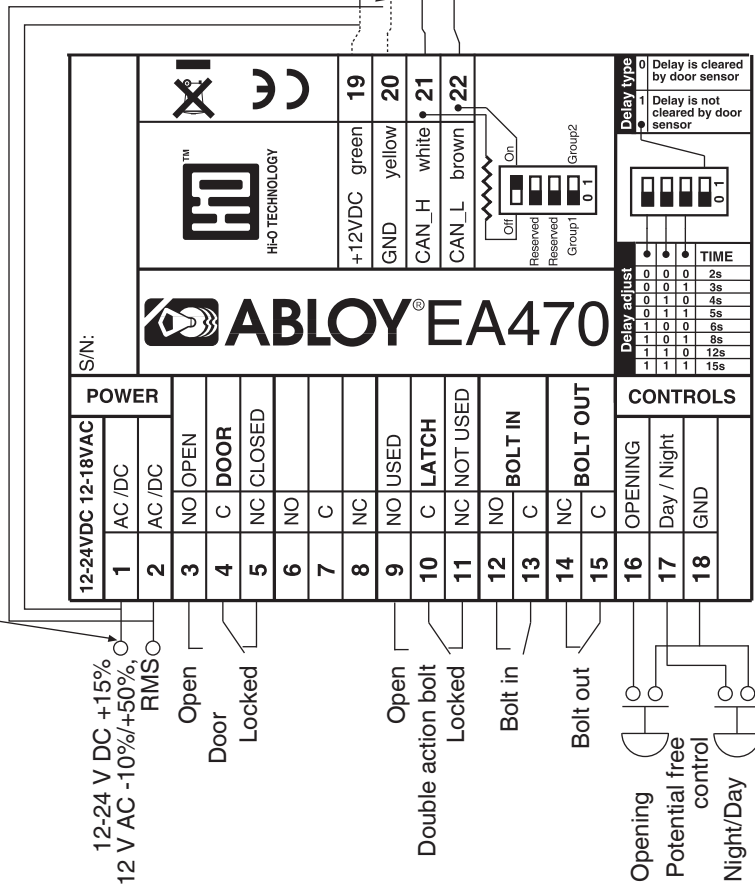 S/N:
Hi-O TECHNOLOGY
™
CE
+12VDC green 19
GND yellow 20
CAN_H white 21
CAN_L brown 22
Off
On
Reserved
Reserved
Group1
Group2
0 1
ABLOY® EA470
Delay type
0 Delay is cleared
by door sensor
1 Delay is not
cleared by door
sensor
0 1
Delay adjust
TIME
0 0 0 2s
0 0 1 3s
0 1 0 4s
0 1 1 5s
1 0 0 6s
1 0 1 8s
1 1 0 12s
1 1 1 15s
POWER
12-24VDC 12-18VAC
1 AC /DC
2 AC /DC
3 NO OPEN
4 C DOOR
5 NC CLOSED
6 NO
7 C
8 NC
9 NO USED
10 C LATCH
11 NC NOT USED
12 NO
BOLT IN
13 C
14 NC
BOLT OUT
15 C
CONTROLS
16 OPENING
17 Day / Night
18 GND
12-24 V DC +15%
12 V AC -10%/+50%,
RMS
Open
Door
Locked
Open
Double action bolt
Locked
Bolt in
Bolt out
Opening
Potential free
control
Night/Day